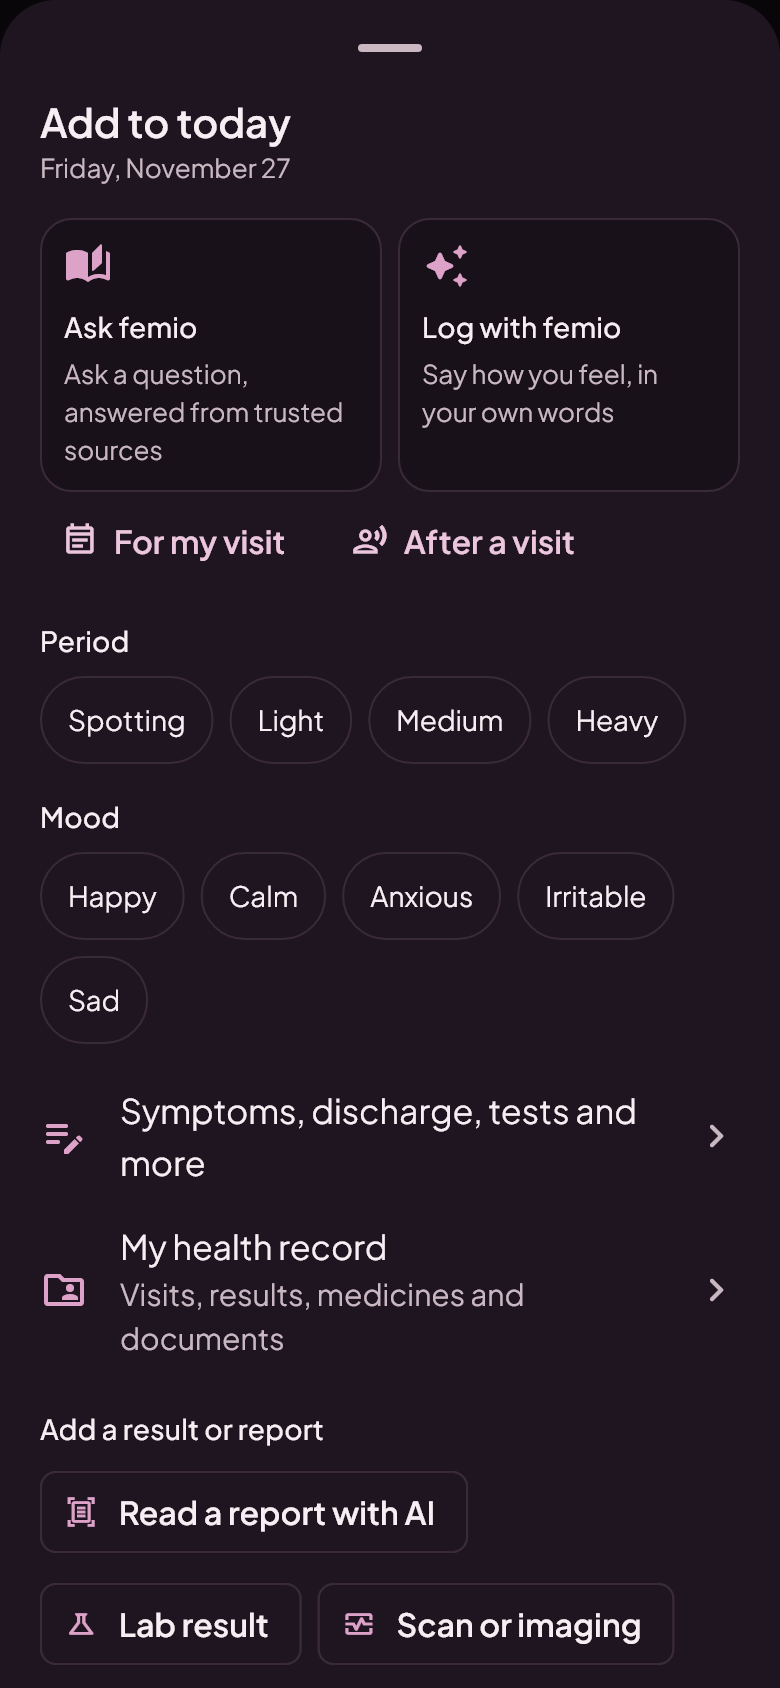 Add to today
Friday, November 27
Ask femio
Ask a question,
answered from trusted
sources
Log with femio
Say how you feel, in
your own words
For my visit
After a visit
Period
Spotting
Light
Medium
Heavy
Mood
Happy
Calm
Anxious
Irritable
Sad
Symptoms, discharge, tests and
more
My health record
Visits, results, medicines and
documents
Add a result or report
Read a report with AI
Lab result
Scan or imaging